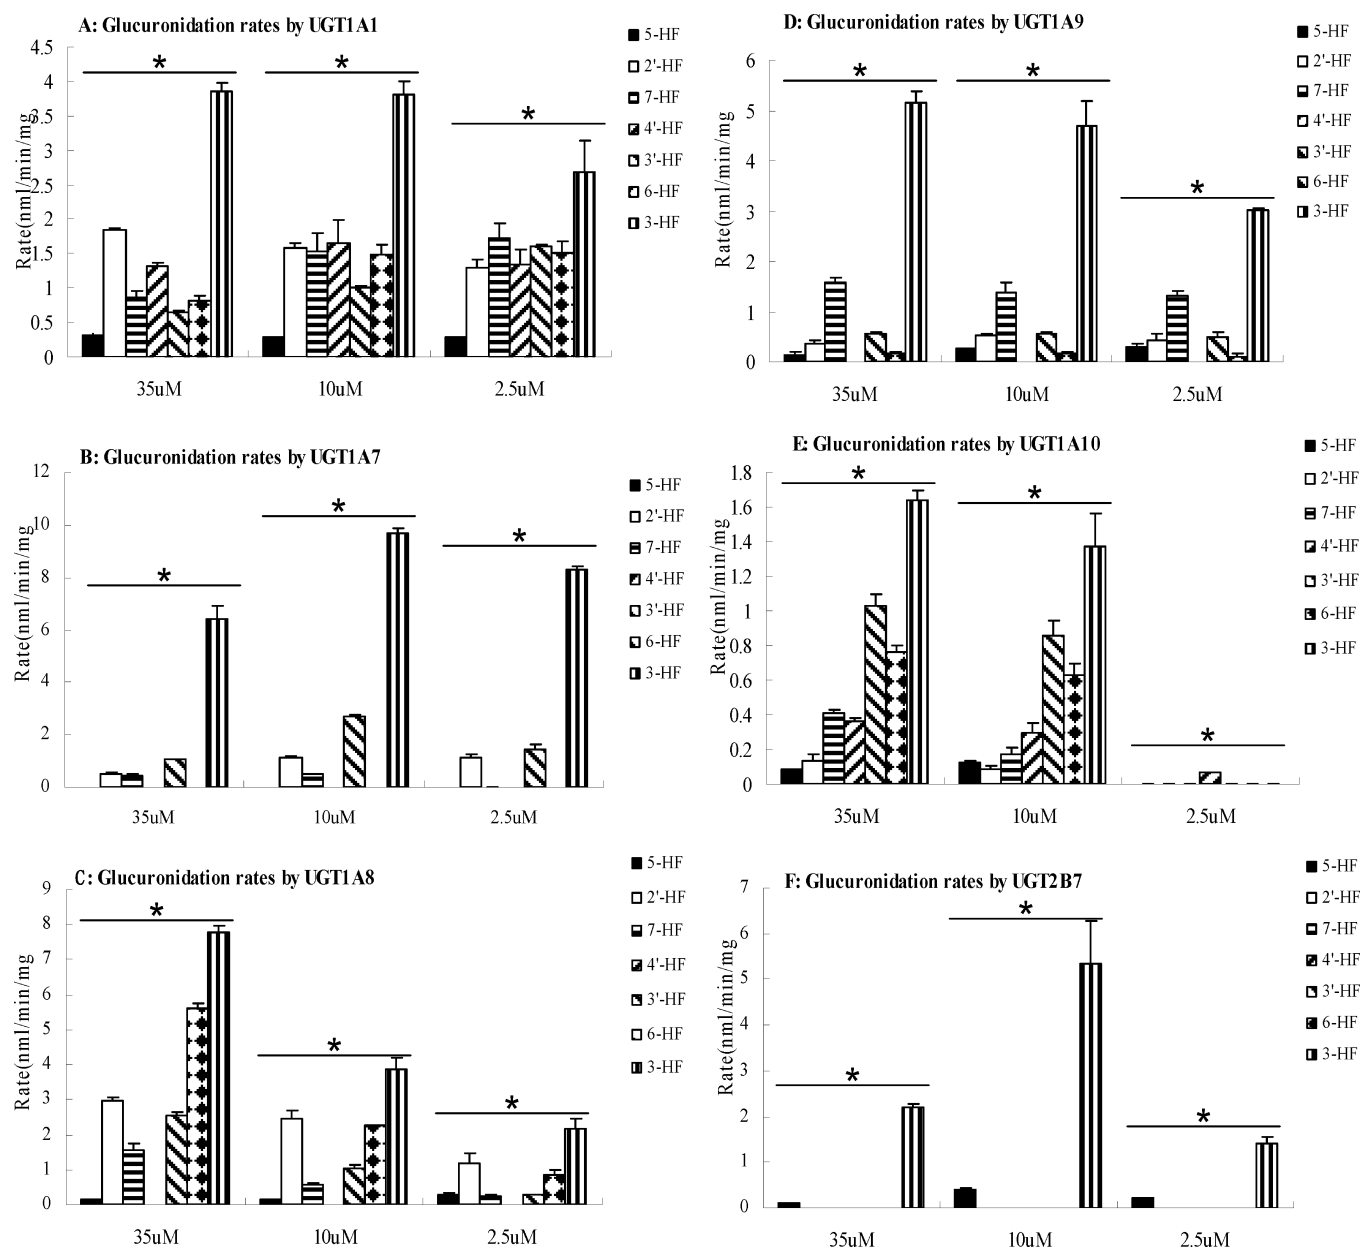 A: Glucuronidation rates by UGT1A1
Rate(nml/min/mg
4.5
4
3.5
3
2.5
2
1.5
1
0.5
0
*
*
*
35uM
10uM
2.5uM
5-HF
2'-HF
7-HF
4'-HF
3'-HF
6-HF
3-HF
D: Glucuronidation rates by UGT1A9
Rate(nml/min/mg
6
5
4
3
2
1
0
*
*
*
35uM
10uM
2.5uM
5-HF
2'-HF
7-HF
4'-HF
3'-HF
6-HF
3-HF
B: Glucuronidation rates by UGT1A7
Rate(nml/min/mg
12
10
8
6
4
2
0
*
*
*
35uM
10uM
2.5uM
5-HF
2'-HF
7-HF
4'-HF
3'-HF
6-HF
3-HF
E: Glucuronidation rates by UGT1A10
Rate(nml/min/mg
1.8
1.6
1.4
1.2
1
0.8
0.6
0.4
0.2
0
*
*
*
35uM
10uM
2.5uM
5-HF
2'-HF
7-HF
4'-HF
3'-HF
6-HF
3-HF
C: Glucuronidation rates by UGT1A8
Rate(nml/min/mg
9
8
7
6
5
4
3
2
1
0
*
*
*
35uM
10uM
2.5uM
5-HF
2'-HF
7-HF
4'-HF
3'-HF
6-HF
3-HF
F: Glucuronidation rates by UGT2B7
Rate(nml/min/mg
7
6
5
4
3
2
1
0
*
*
*
35uM
10uM
2.5uM
5-HF
2'-HF
7-HF
4'-HF
3'-HF
6-HF
3-HF